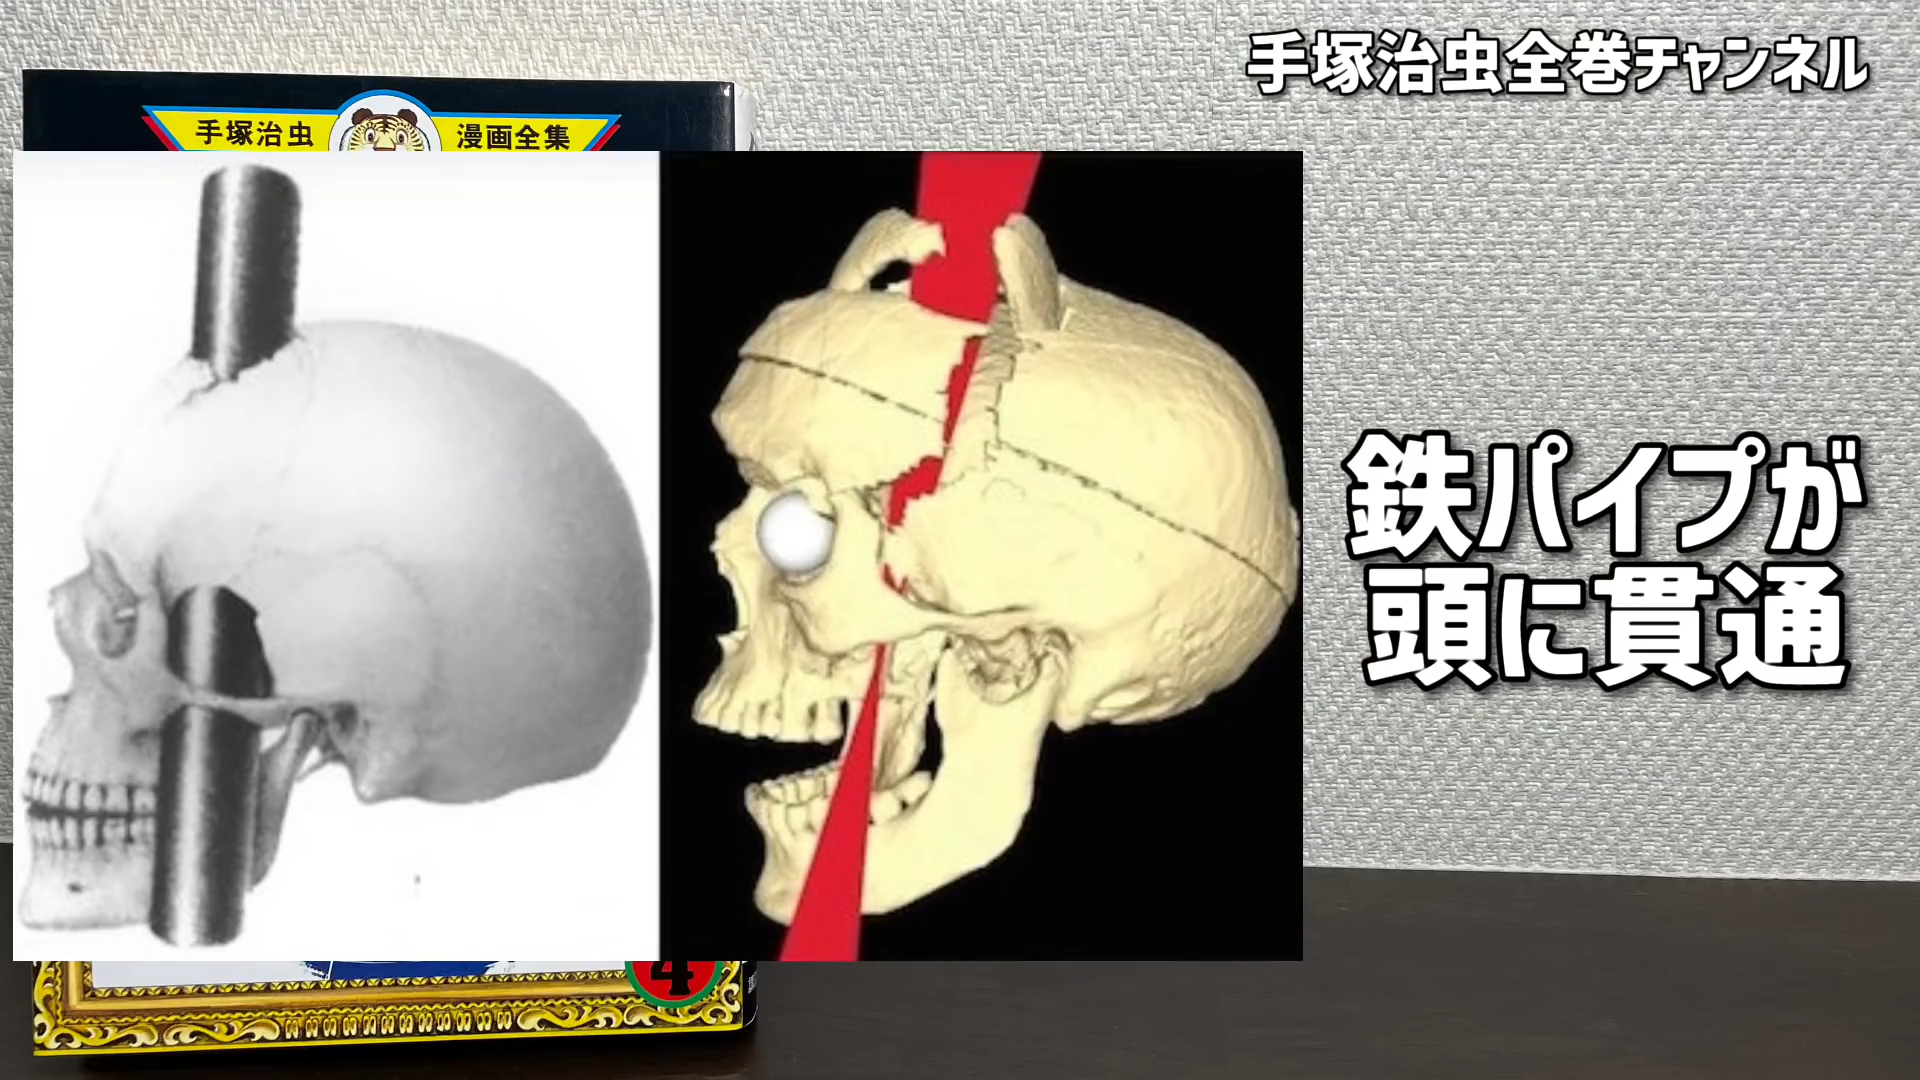 手塚治虫全巻チャンネル
手塚治虫 漫画全集
鉄パイプが
頭に貫通
4